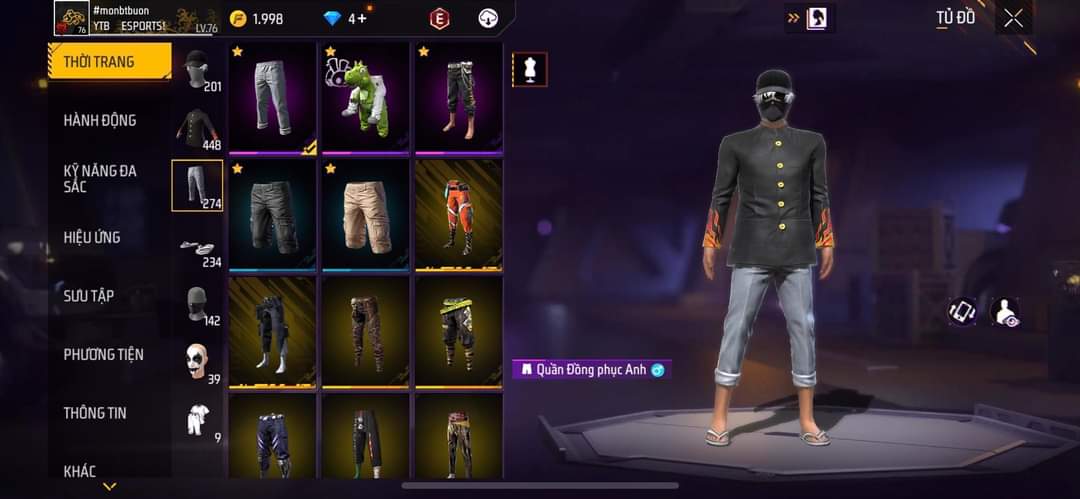 #monbtbuon
YTB ESPORTS!
LV.76
76
1.998
4+
E
TỦ ĐỒ
THỜI TRANG
HÀNH ĐỘNG
KỸ NĂNG ĐA
SẮC
HIỆU ỨNG
SƯU TẬP
PHƯƠNG TIỆN
THÔNG TIN
KHÁC
201
448
274
234
142
39
9
Quần Đồng phục Anh